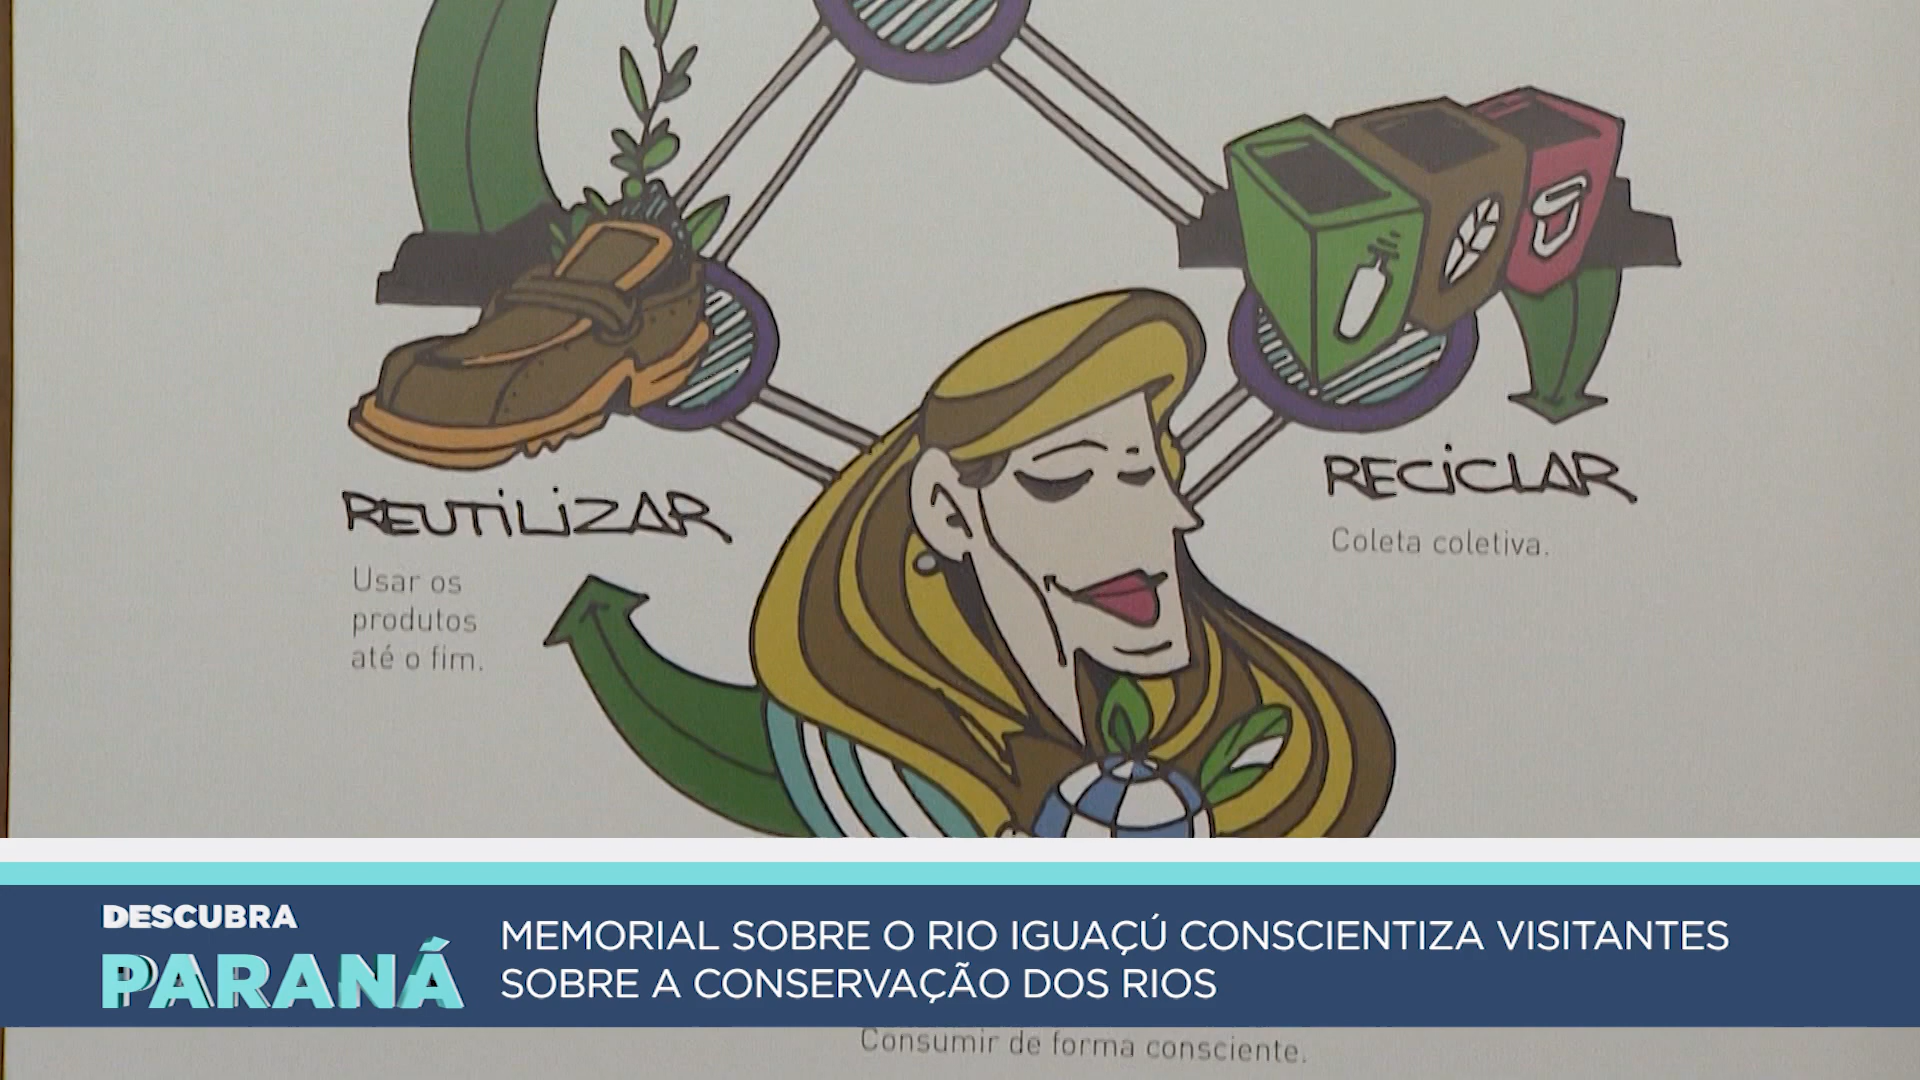 REUTILIZAR
Usar os
produtos
até o fim.
RECICLAR
Coleta coletiva.
DESCUBRA
PARANÁ
MEMORIAL SOBRE O RIO IGUAÇÚ CONSCIENTIZA VISITANTES
SOBRE A CONSERVAÇÃO DOS RIOS
Consumir de forma consciente.